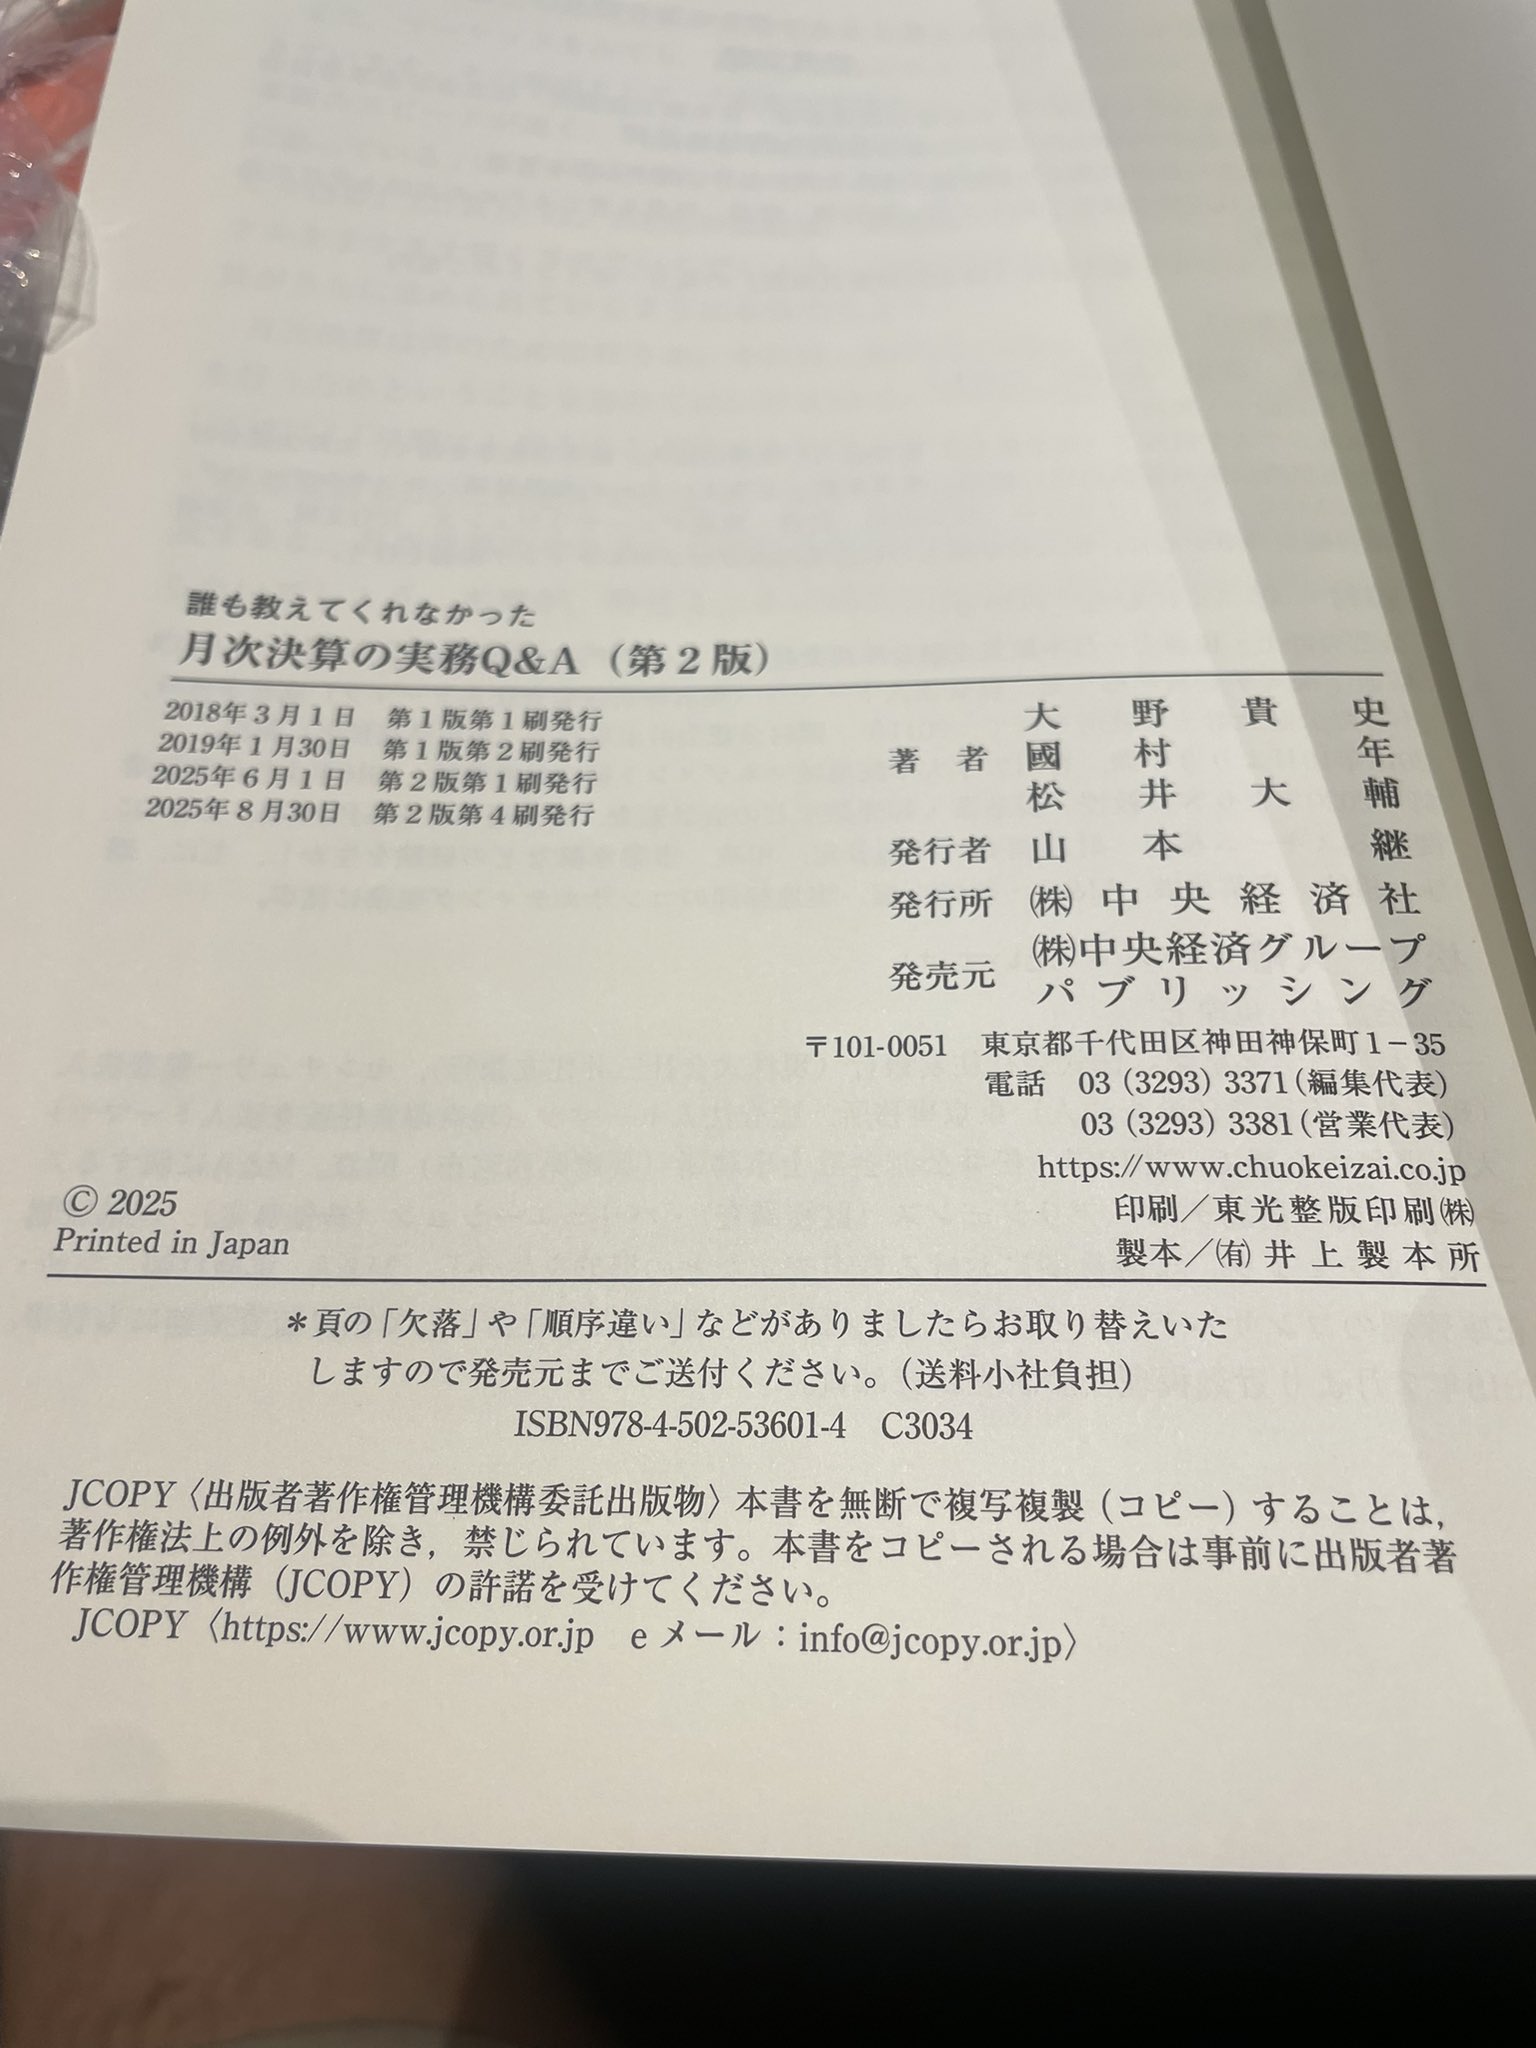 誰も教えてくれなかった
月次決算の実務Q&A（第2版）
2018年3月1日　第1版第1刷発行
2019年1月30日　第1版第2刷発行
2025年6月1日　第2版第1刷発行
2025年8月30日　第2版第4刷発行
著者　大野貴史
國村　年
松井大輔
発行者　山本　継
発行所　㈱中央経済社
発売元　㈱中央経済グループ
パブリッシング
〒101-0051　東京都千代田区神田神保町1－35
電話　03（3293）3371（編集代表）
03（3293）3381（営業代表）
https://www.chuokeizai.co.jp
印刷／東光整版印刷㈱
製本／㈲井上製本所
© 2025
Printed in Japan
＊頁の「欠落」や「順序違い」などがありましたらお取り替えいた
しますので発売元までご送付ください。（送料小社負担）
ISBN978-4-502-53601-4　C3034
JCOPY〈出版者著作権管理機構委託出版物〉本書を無断で複写複製（コピー）することは，
著作権法上の例外を除き，禁じられています。本書をコピーされる場合は事前に出版者著
作権管理機構（JCOPY）の許諾を受けてください。
JCOPY〈https://www.jcopy.or.jp　eメール：info@jcopy.or.jp〉